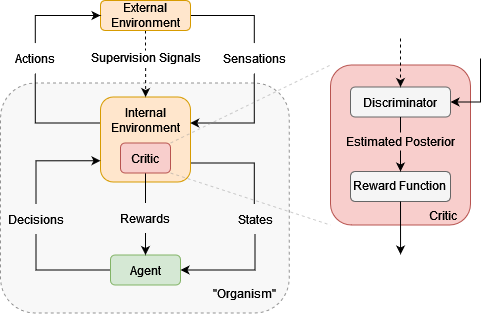 External
Environment
Actions
Supervision Signals
Sensations
Internal
Environment
Critic
Decisions
Rewards
States
Agent
"Organism"
Discriminator
Estimated Posterior
Reward Function
Critic